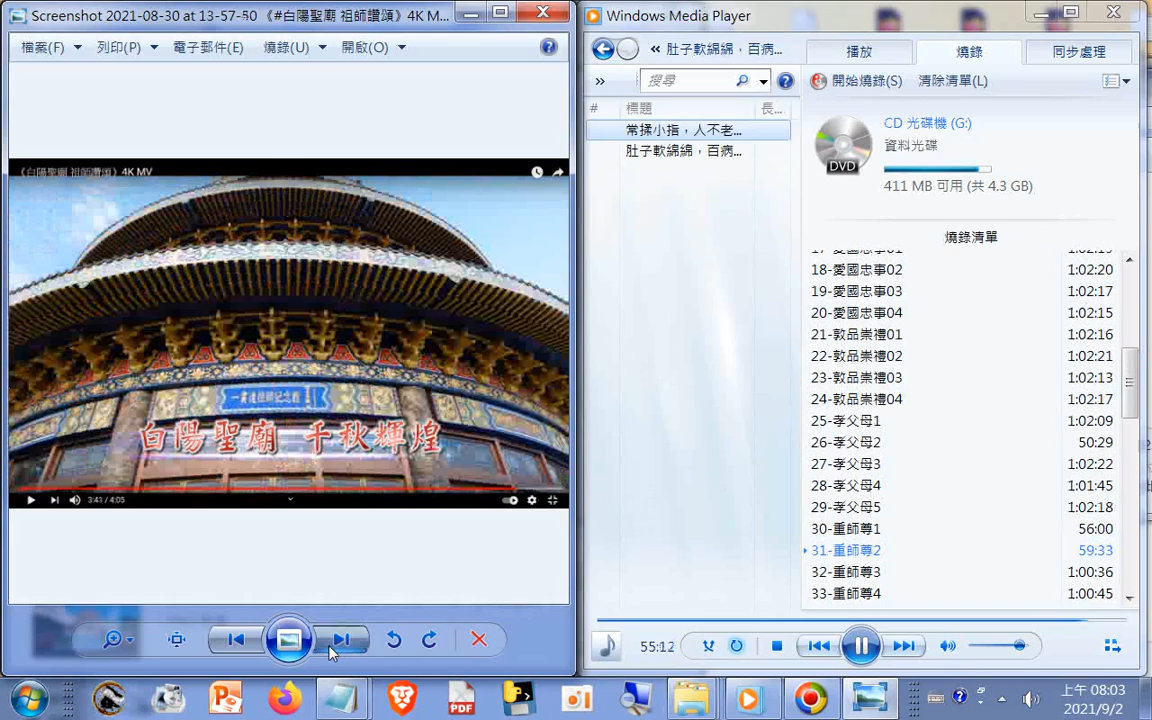 Screenshot 2021-08-30 at 13-57-50 《#白陽聖廟 祖師讚頌》4K M...
檔案(F) 列印(P) 電子郵件(E) 燒錄(U) 開啟(O)
《白陽聖廟 祖師讚頌》4K MV
白陽聖廟 千秋輝煌
3:43 / 4:05
Windows Media Player
« 肚子軟綿綿，百病...
播放 燒錄 同步處理
» 搜尋
開始燒錄(S) 清除清單(L)
# 標題 長...
常揉小指，人不老...
肚子軟綿綿，百病...
CD 光碟機 (G:)
資料光碟
DVD
411 MB 可用 (共 4.3 GB)
燒錄清單
18-愛國忠事02 1:02:20
19-愛國忠事03 1:02:17
20-愛國忠事04 1:02:15
21-敦品崇禮01 1:02:16
22-敦品崇禮02 1:02:21
23-敦品崇禮03 1:02:13
24-敦品崇禮04 1:02:17
25-孝父母1 1:02:09
26-孝父母2 50:29
27-孝父母3 1:02:22
28-孝父母4 1:01:45
29-孝父母5 1:02:18
30-重師尊1 56:00
31-重師尊2 59:33
32-重師尊3 1:00:36
33-重師尊4 1:00:45
55:12
PDF
上午 08:03
2021/9/2